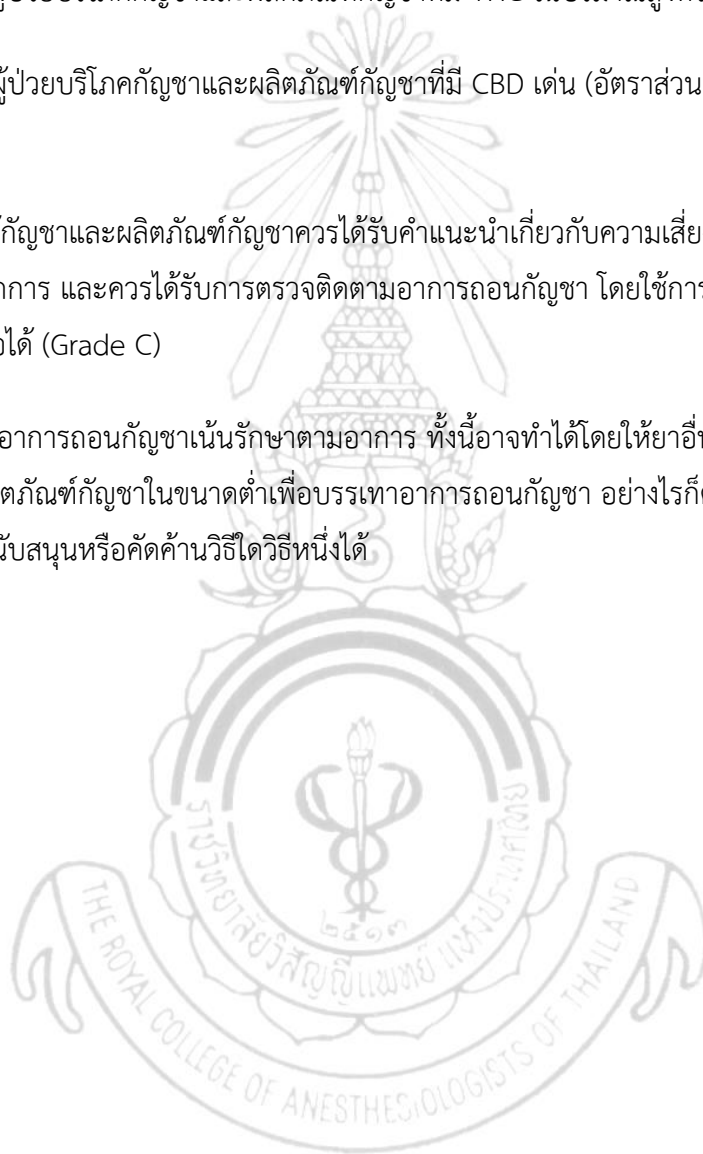 ผู้ป่วยบริโภคกัญชาและผลิตภัณฑ์กัญชาที่มี CBD เด่น (อัตราส่วน
กัญชาและผลิตภัณฑ์กัญชาควรได้รับคำแนะนำเกี่ยวกับความเสี่ย
าการ และควรได้รับการตรวจติดตามอาการถอนกัญชา โดยใช้การ
อได้ (Grade C)
อาการถอนกัญชาเน้นรักษาตามอาการ ทั้งนี้อาจทำได้โดยให้ยาอื่น
ตภัณฑ์กัญชาในขนาดต่ำเพื่อบรรเทาอาการถอนกัญชา อย่างไรก็ต
นับสนุนหรือคัดค้านวิธีใดวิธีหนึ่งได้
ราชวิทยาลัยวิสัญญีแพทย์ แห่งประเทศไทย
๒๕๑๓
THE ROYAL COLLEGE OF ANESTHESIOLOGISTS OF THAILAND